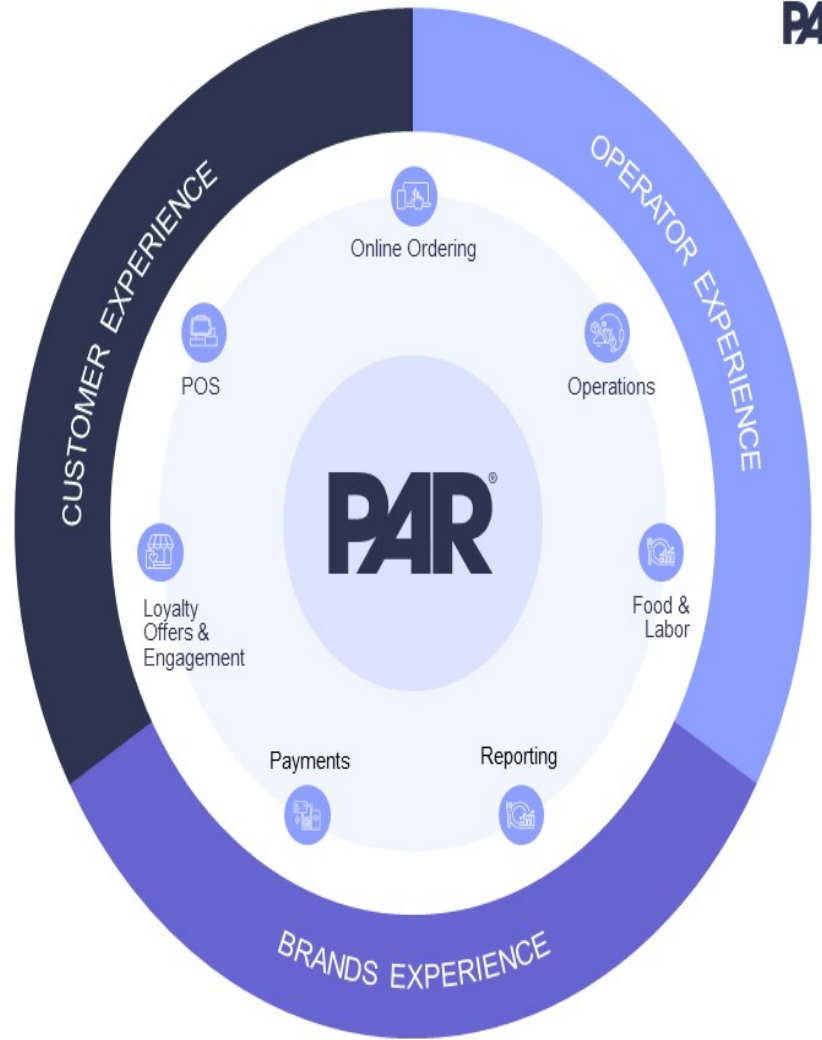 PA
CUSTOMER EXPERIENCE
OPERATOR EXPERIENCE
Online Ordering
POS
Operations
PAR®
Loyalty
Offers &
Engagement
Food &
Labor
Payments
Reporting
BRANDS EXPERIENCE